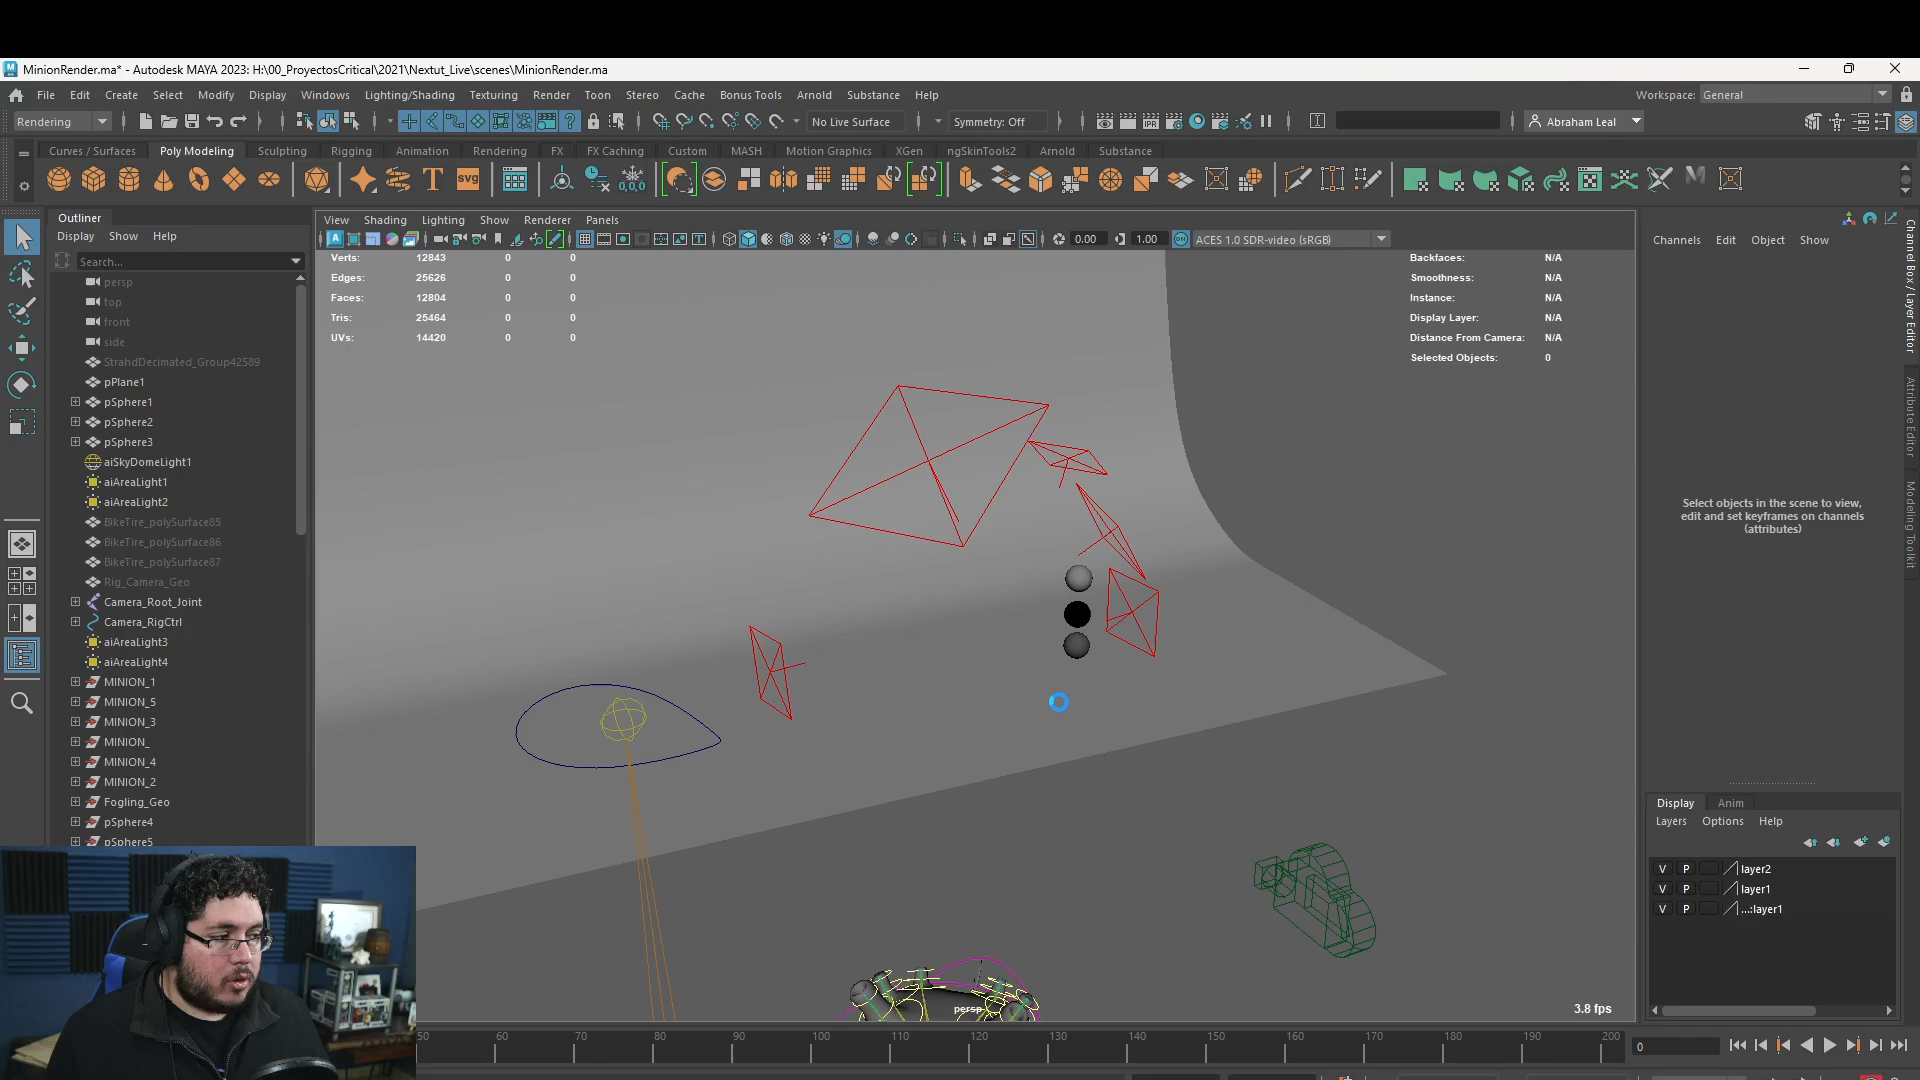 MinionRender.ma* - Autodesk MAYA 2023: H:\00_ProyectosCritical\2021\Nextut_Live\scenes\MinionRender.ma
File Edit Create Select Modify Display Windows Lighting/Shading Texturing Render Toon Stereo Cache Bonus Tools Arnold Substance Help
Workspace: General
Rendering
No Live Surface
Symmetry: Off
Abraham Leal
Curves / Surfaces Poly Modeling Sculpting Rigging Animation Rendering FX FX Caching Custom MASH Motion Graphics XGen ngSkinTools2 Arnold Substance
Outliner
Display Show Help
Search...
persp
top
front
side
StrahdDecimated_Group42589
pPlane1
pSphere1
pSphere2
pSphere3
aiSkyDomeLight1
aiAreaLight1
aiAreaLight2
BikeTire_polySurface85
BikeTire_polySurface86
BikeTire_polySurface87
Rig_Camera_Geo
Camera_Root_Joint
Camera_RigCtrl
aiAreaLight3
aiAreaLight4
MINION_1
MINION_5
MINION_3
MINION_
MINION_4
MINION_2
Fogling_Geo
pSphere4
pSphere5
View Shading Lighting Show Renderer Panels
0.00 1.00 ACES 1.0 SDR-video (sRGB)
Verts: 12843 0 0
Edges: 25626 0 0
Faces: 12804 0 0
Tris: 25464 0 0
UVs: 14420 0 0
Backfaces: N/A
Smoothness: N/A
Instance: N/A
Display Layer: N/A
Distance From Camera: N/A
Selected Objects: 0
persp
3.8 fps
Channels Edit Object Show
Select objects in the scene to view,
edit and set keyframes on channels
(attributes)
Channel Box / Layer Editor
Attribute Editor
Modeling Toolkit
Display Anim
Layers Options Help
V P layer2
V P layer1
V P ...:layer1
50 60 70 80 90 100 110 120 130 140 150 160 170 180 190 200
0